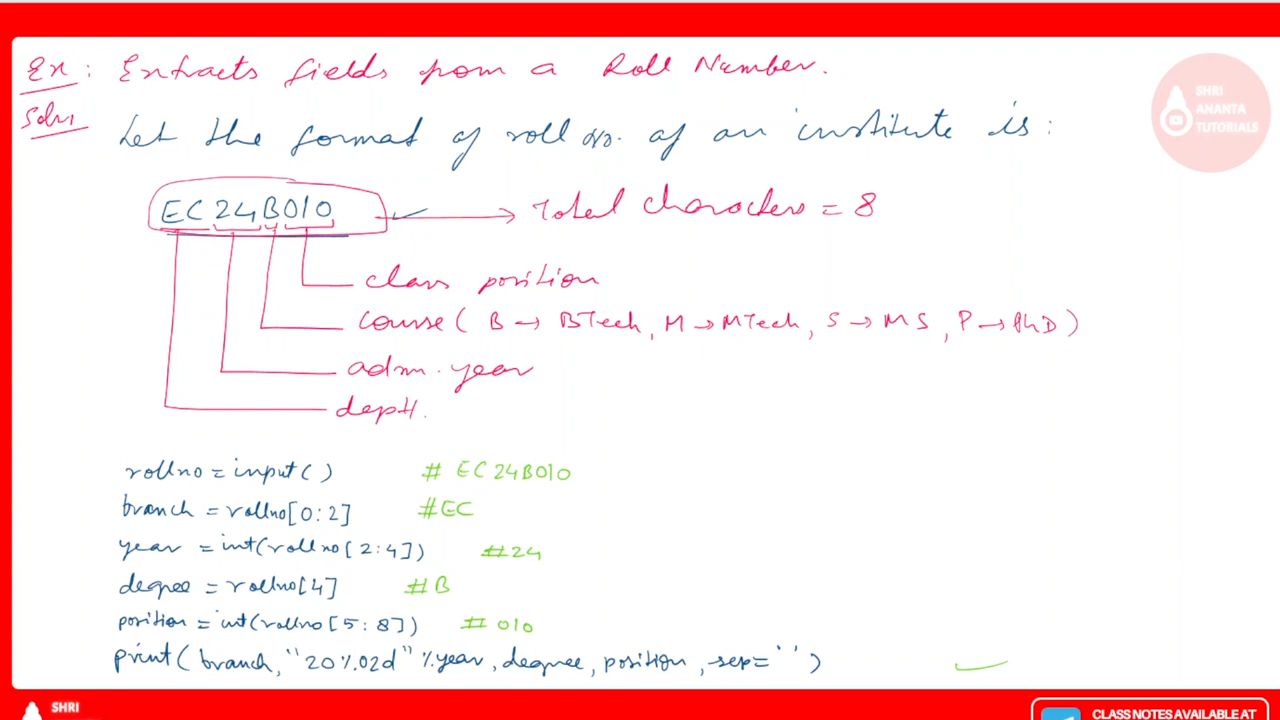 Ex : Extracts fields from a Roll Number.
Soln
Let the format of roll no. of an institute is :
SHRI
ANANTA
TUTORIALS
EC24B010 → Total characters = 8
class position
course ( B → BTech, M → MTech, S → MS, P → PhD )
adm. year
deptt.
rollno = input( ) # EC24B010
branch = rollno[0:2] #EC
year = int(rollno[2:4]) #24
degree = rollno[4] #B
position = int(rollno[5:8]) # 010
print( branch, "20%.02d" %year, degree, position, sep=' ' )
SHRI
CLASS NOTES AVAILABLE AT